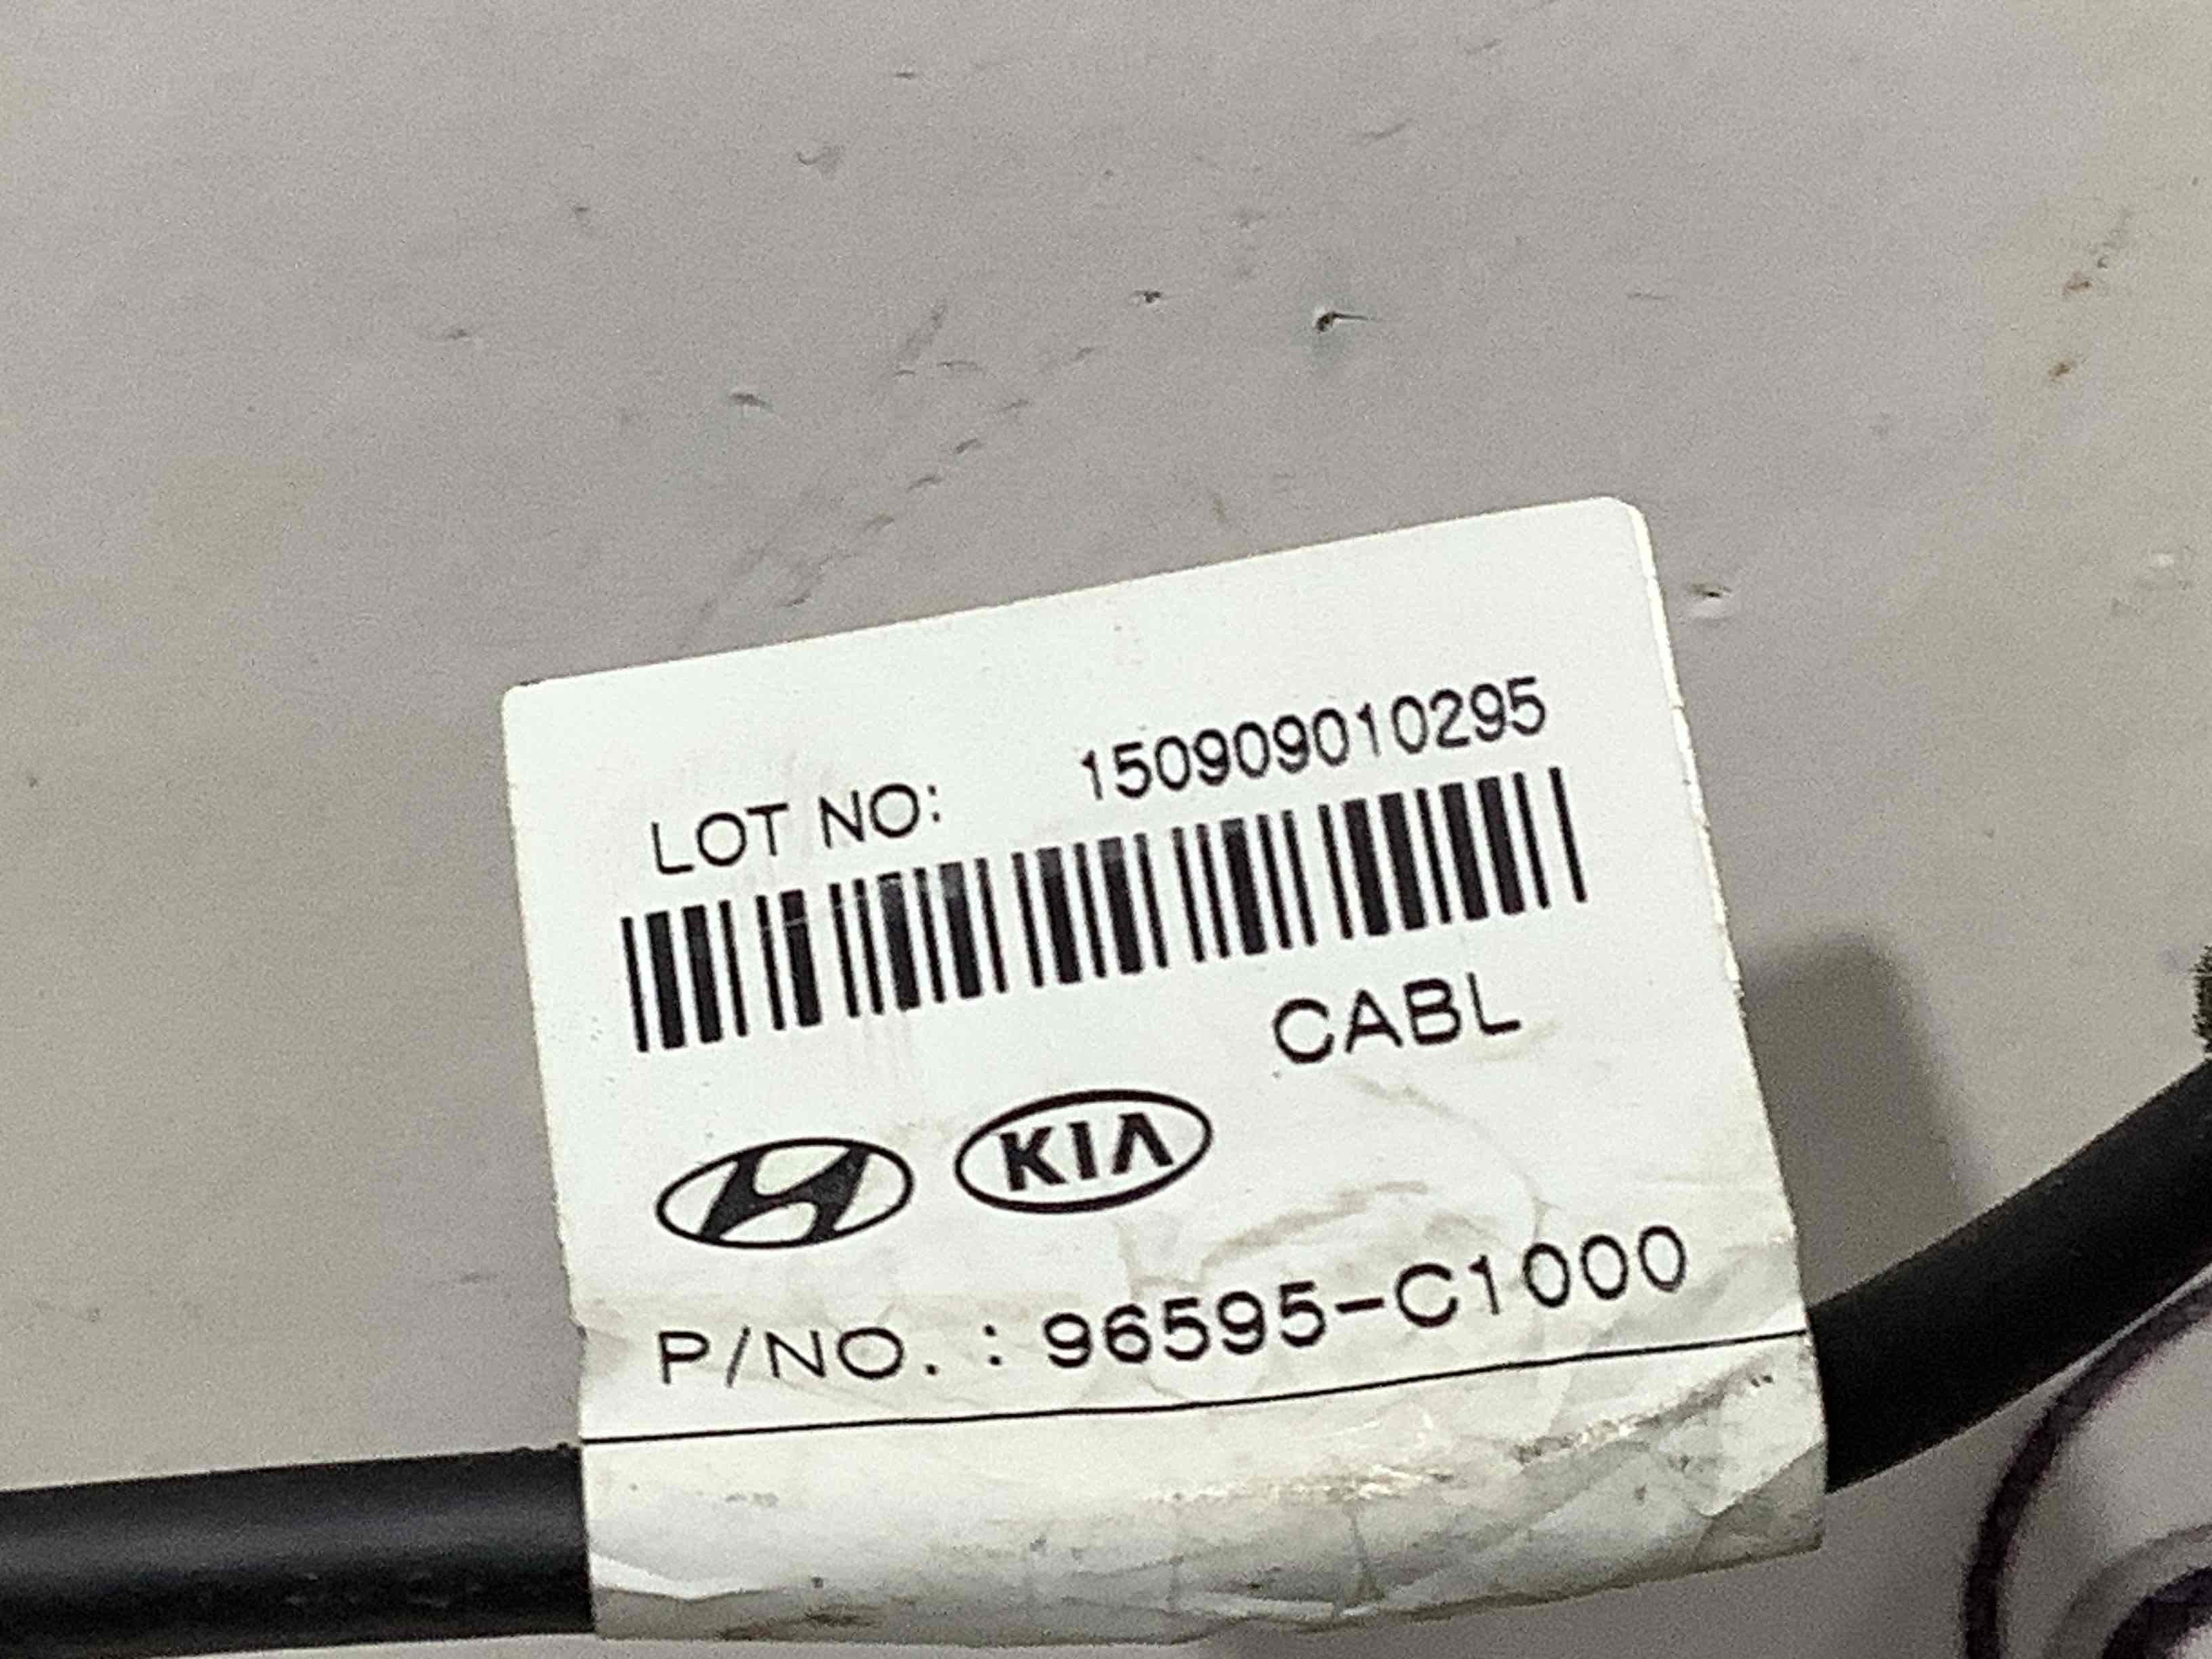 LOT NO: 150909010295
CABL
KIA
P/NO. : 96595-C1000